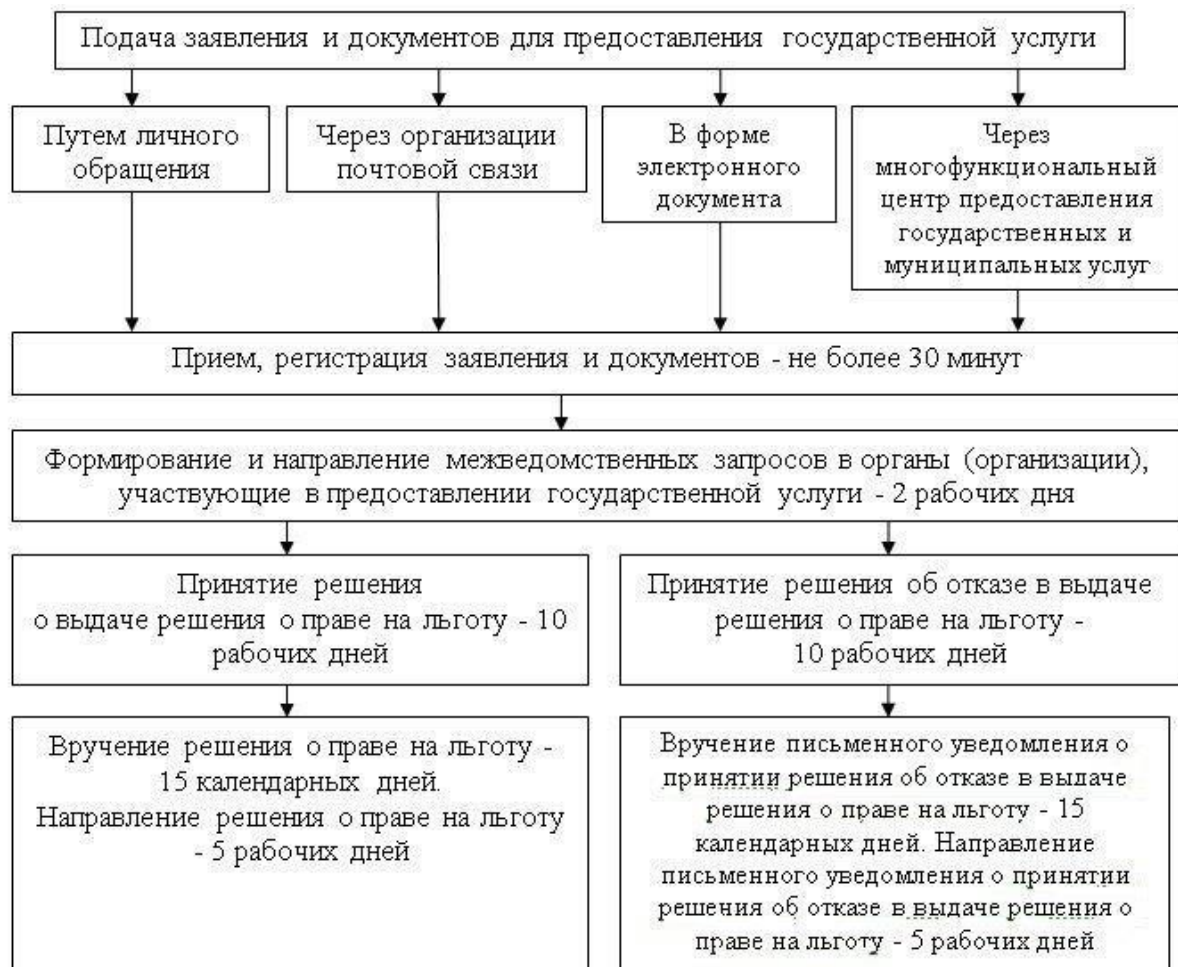 Подача заявления и документов для предоставления государственной услуги
Путем личного
обращения
Через организации
почтовой связи
В форме
электронного
документа
Через
многофункциональный
центр предоставления
государственных и
муниципальных услуг
Прием, регистрация заявления и документов - не более 30 минут
Формирование и направление межведомственных запросов в органы (организации),
участвующие в предоставлении государственной услуги - 2 рабочих дня
Принятие решения
о выдаче решения о праве на льготу - 10
рабочих дней
Принятие решения об отказе в выдаче
решения о праве на льготу -
10 рабочих дней
Вручение решения о праве на льготу -
15 календарных дней.
Направление решения о праве на льготу
- 5 рабочих дней
Вручение письменного уведомления о
принятии решения об отказе в выдаче
решения о праве на льготу - 15
календарных дней. Направление
письменного уведомления о принятии
решения об отказе в выдаче решения о
праве на льготу - 5 рабочих дней